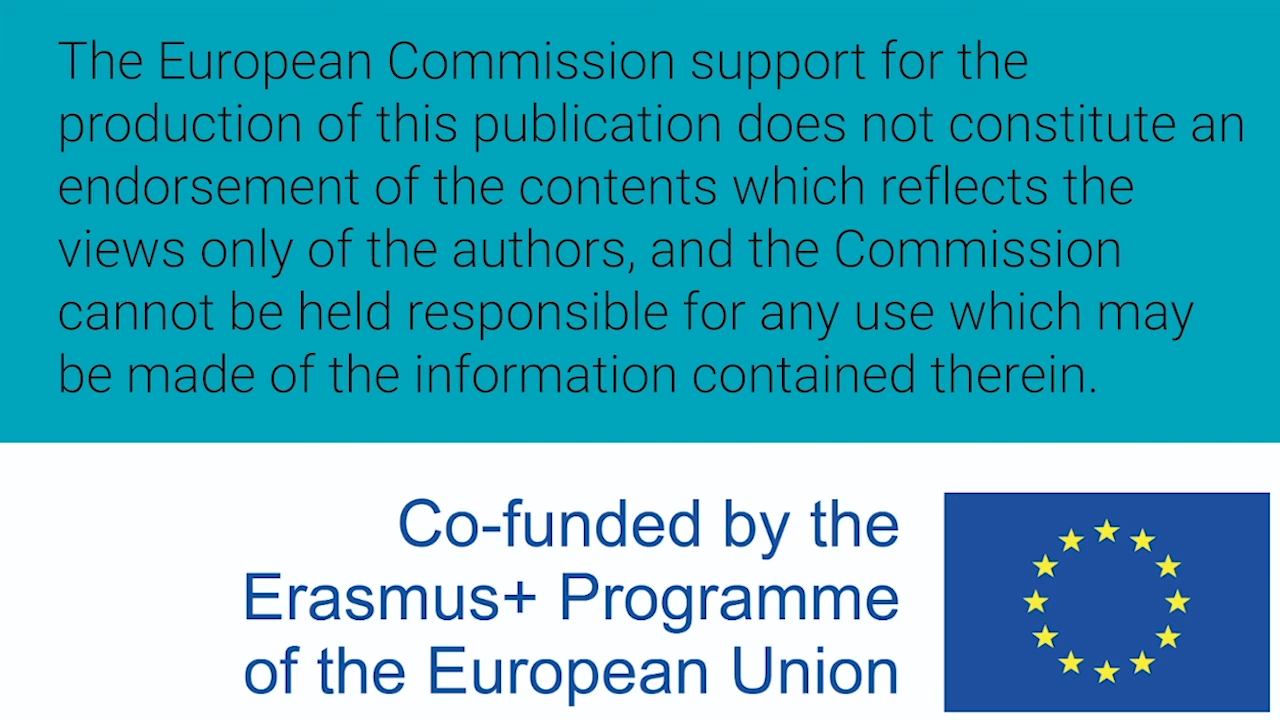 The European Commission support for the
production of this publication does not constitute an
endorsement of the contents which reflects the
views only of the authors, and the Commission
cannot be held responsible for any use which may
be made of the information contained therein.
Co-funded by the
Erasmus+ Programme
of the European Union